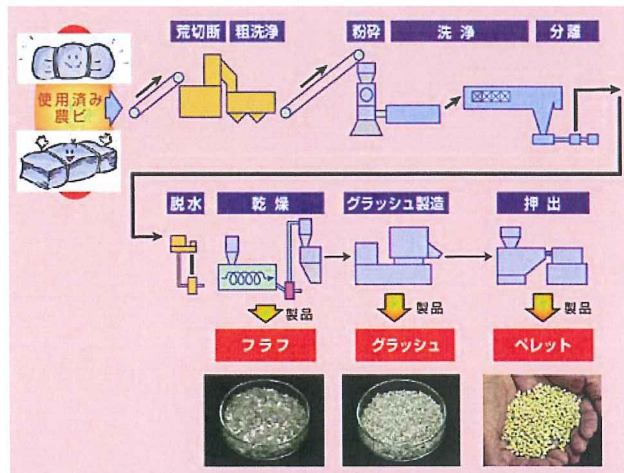 荒切断 粗洗浄 粉砕 洗浄 分離
使用済み
農ビ
脱水 乾燥 グラッシュ製造 押出
製品 製品 製品
フラフ グラッシュ ペレット